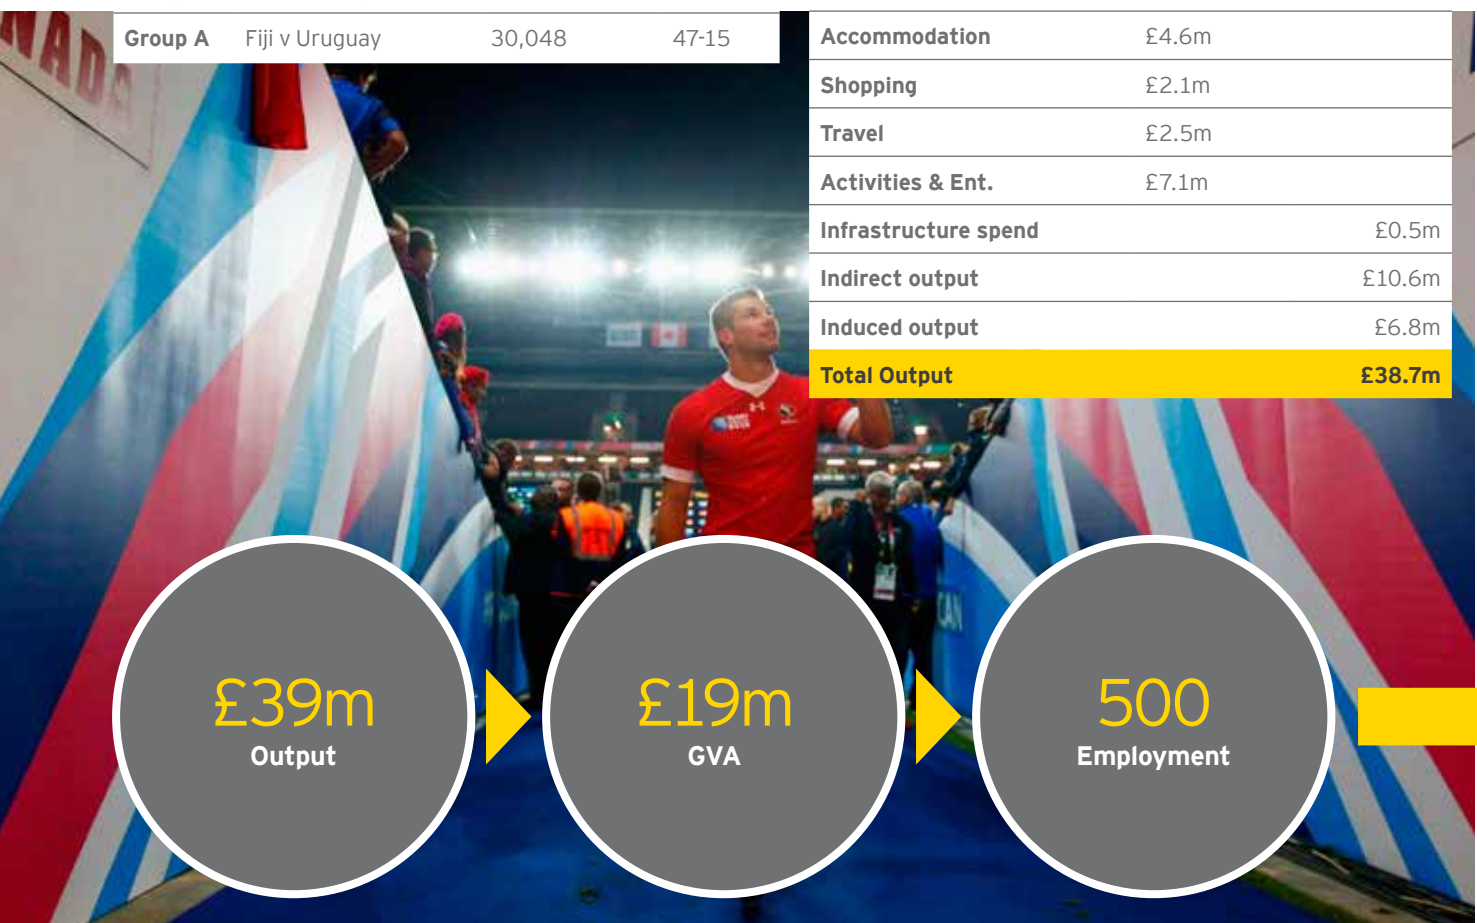 Group A Fiji v Uruguay 30,048 47-15
Accommodation £4.6m
Shopping £2.1m
Travel £2.5m
Activities & Ent. £7.1m
Infrastructure spend £0.5m
Indirect output £10.6m
Induced output £6.8m
Total Output £38.7m
£39m
Output
£19m
GVA
500
Employment
CAN